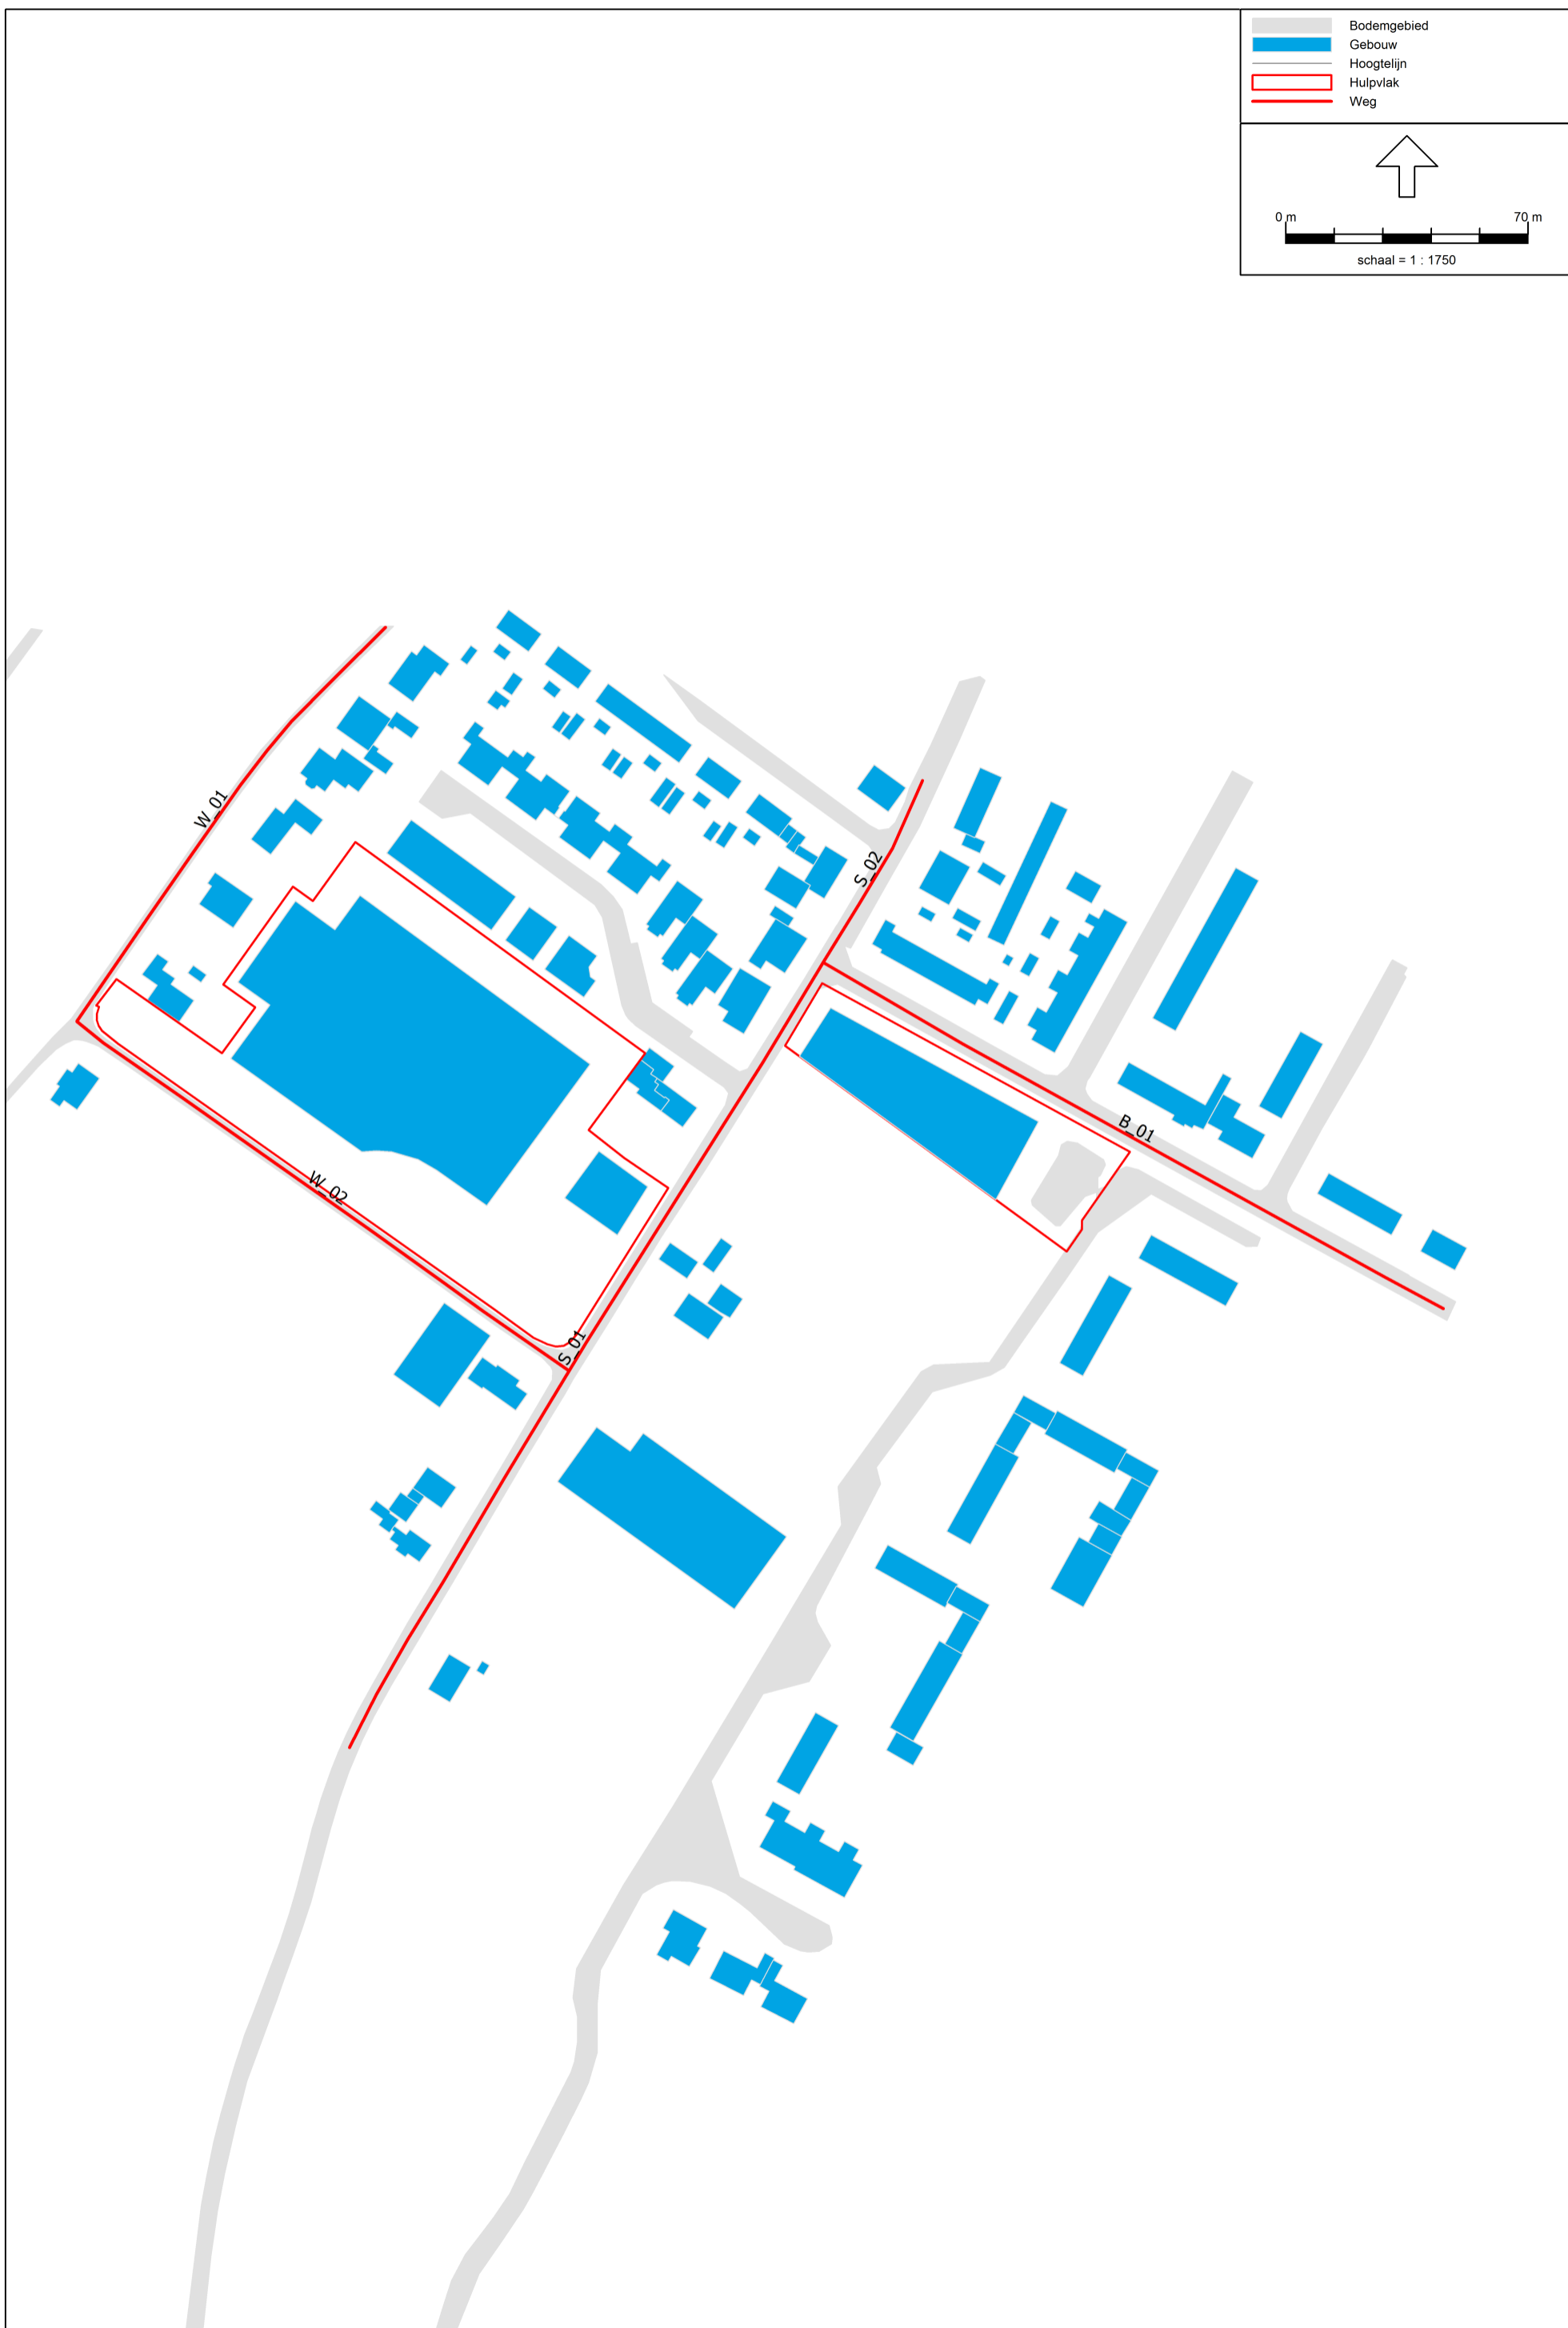 Bodemgebied
Gebouw
Hoogtelijn
Hulpvlak
Weg
0 m 70 m
schaal = 1 : 1750
W_01
S_02
B_01
W_02
S_01